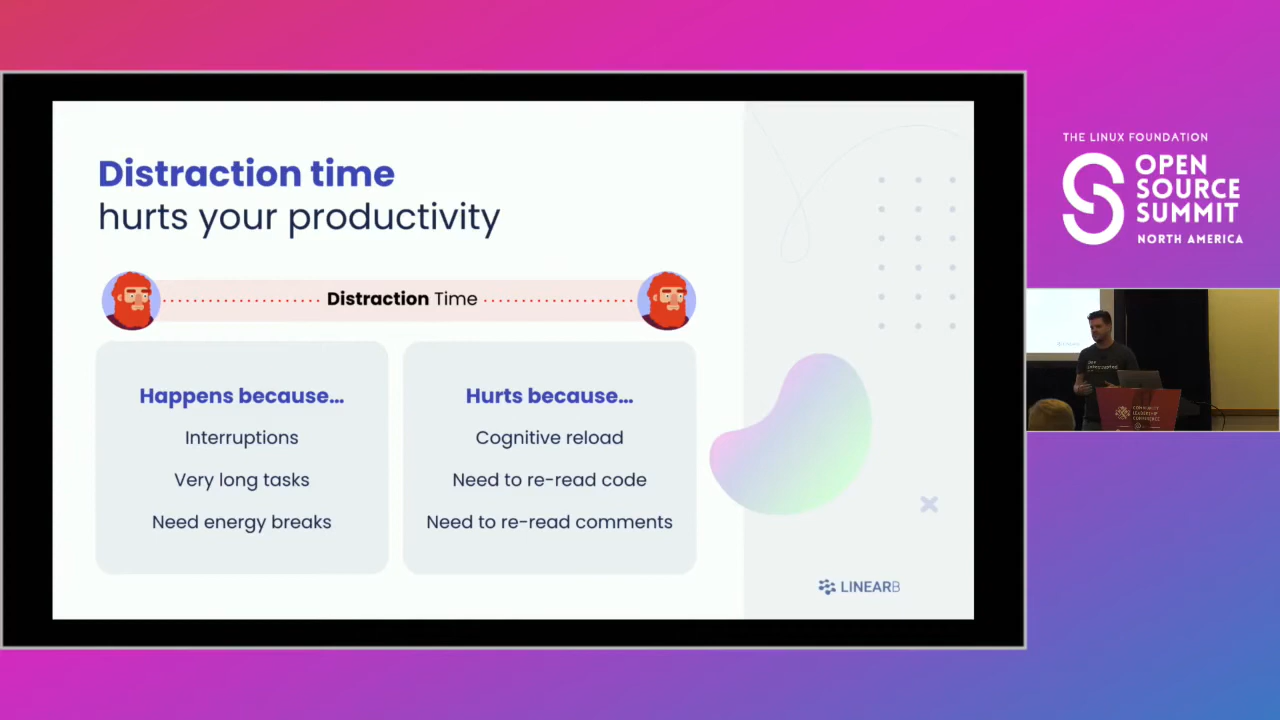 Distraction time
hurts your productivity
Distraction Time
Happens because...
Interruptions
Very long tasks
Need energy breaks
Hurts because...
Cognitive reload
Need to re-read code
Need to re-read comments
LINEARB
THE LINUX FOUNDATION
OPEN
SOURCE
SUMMIT
NORTH AMERICA